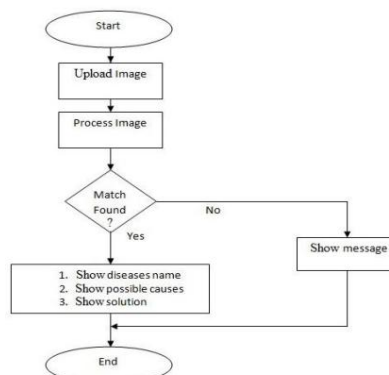 Start
Upload Image
Process Image
Match
Found
?
No
Yes
Show message
1. Show diseases name
2. Show possible causes
3. Show solution
End